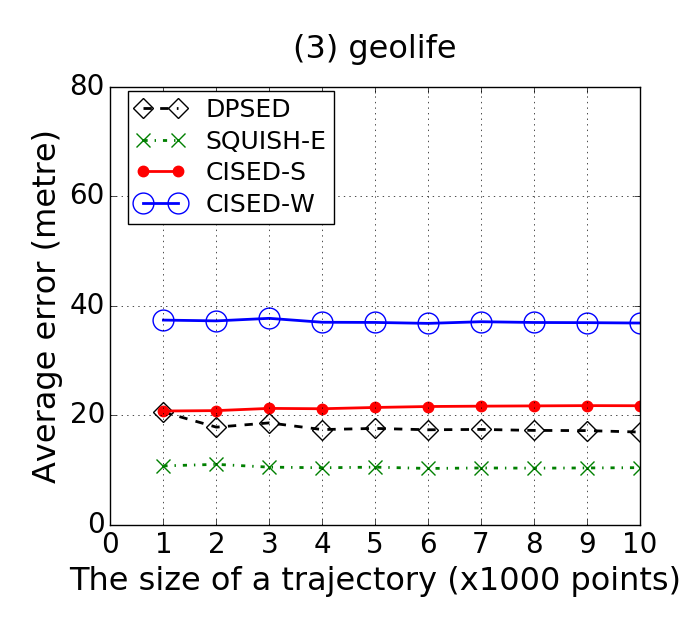 (3) geolife
80
60
40
20
0
Average error (metre)
DPSED
SQUISH-E
CISED-S
CISED-W
0 1 2 3 4 5 6 7 8 9 10
The size of a trajectory (x1000 points)